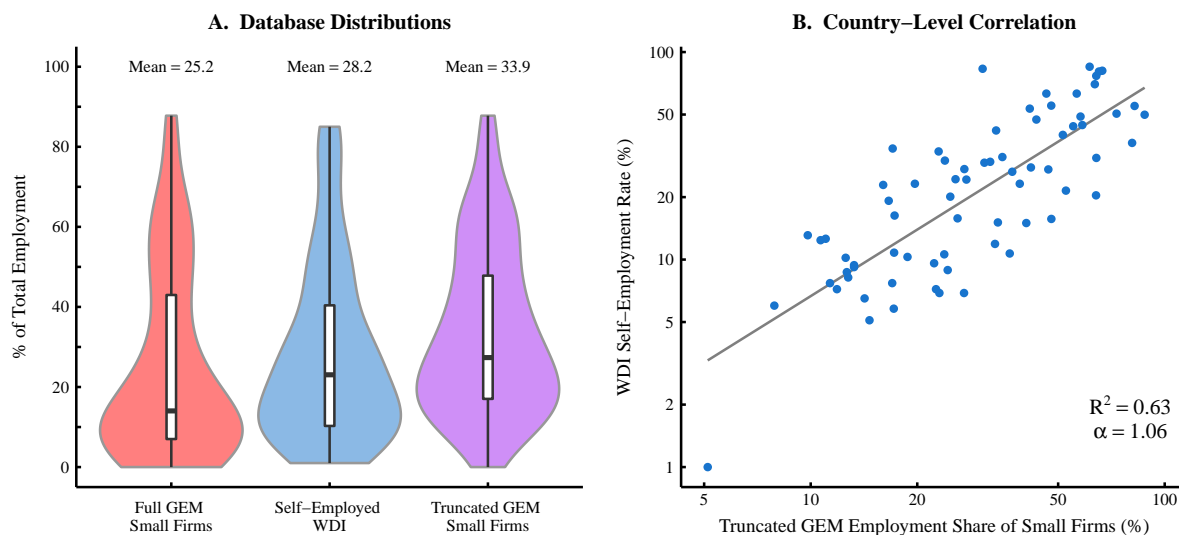 A. Database Distributions
Mean = 25.2
Mean = 28.2
Mean = 33.9
% of Total Employment
100
80
60
40
20
0
Full GEM
Small Firms
Self−Employed
WDI
Truncated GEM
Small Firms
B. Country−Level Correlation
WDI Self−Employment Rate (%)
100
50
20
10
5
2
1
R² = 0.63
α = 1.06
5
10
20
50
100
Truncated GEM Employment Share of Small Firms (%)